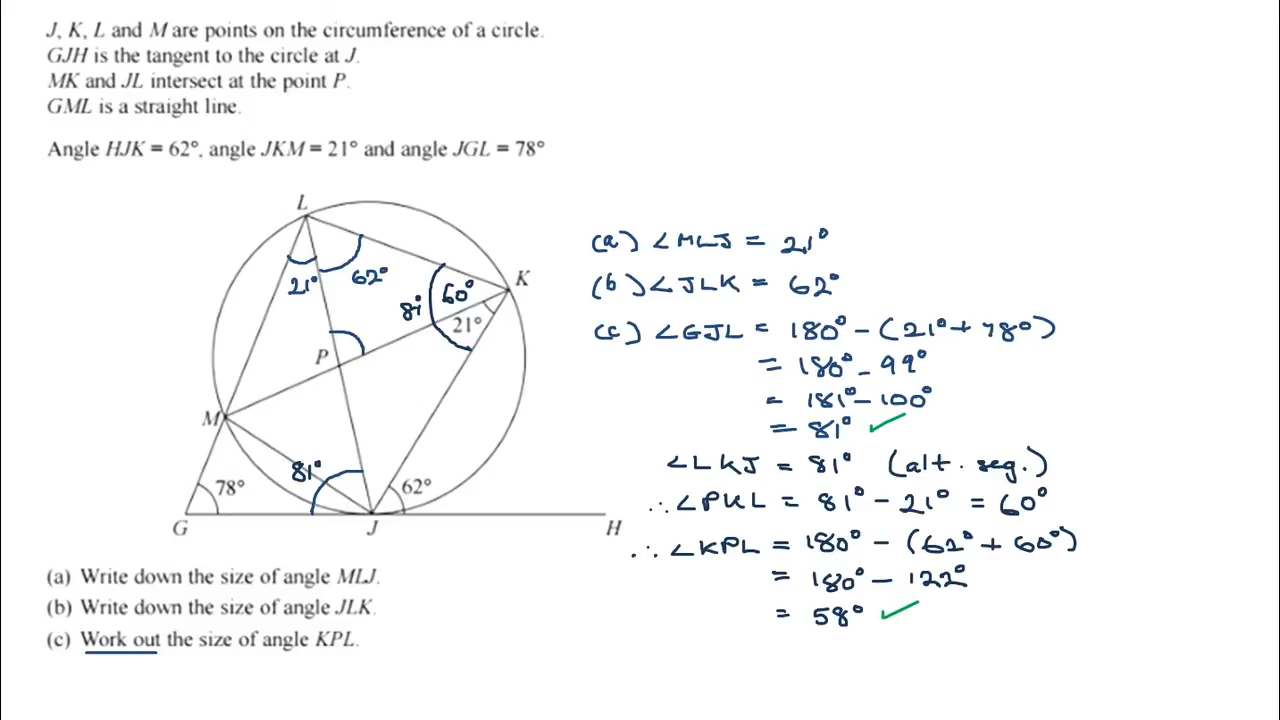 J, K, L and M are points on the circumference of a circle.
GJH is the tangent to the circle at J.
MK and JL intersect at the point P.
GML is a straight line.
Angle HJK = 62°, angle JKM = 21° and angle JGL = 78°
L
K
21°
62°
60°
81
21°
P
M
81°
78°
62°
G
J
H
(a) ∠MLJ = 21°
(b) ∠JLK = 62°
(c) ∠GJL = 180° - (21° + 78°)
= 180° - 99°
= 181° - 100°
= 81° ✓
∠LKJ = 81° (alt. seg.)
∴ ∠PKL = 81° - 21° = 60°
∴ ∠KPL = 180° - (62° + 60°)
= 180° - 122°
= 58° ✓
(a) Write down the size of angle MLJ.
(b) Write down the size of angle JLK.
(c) Work out the size of angle KPL.